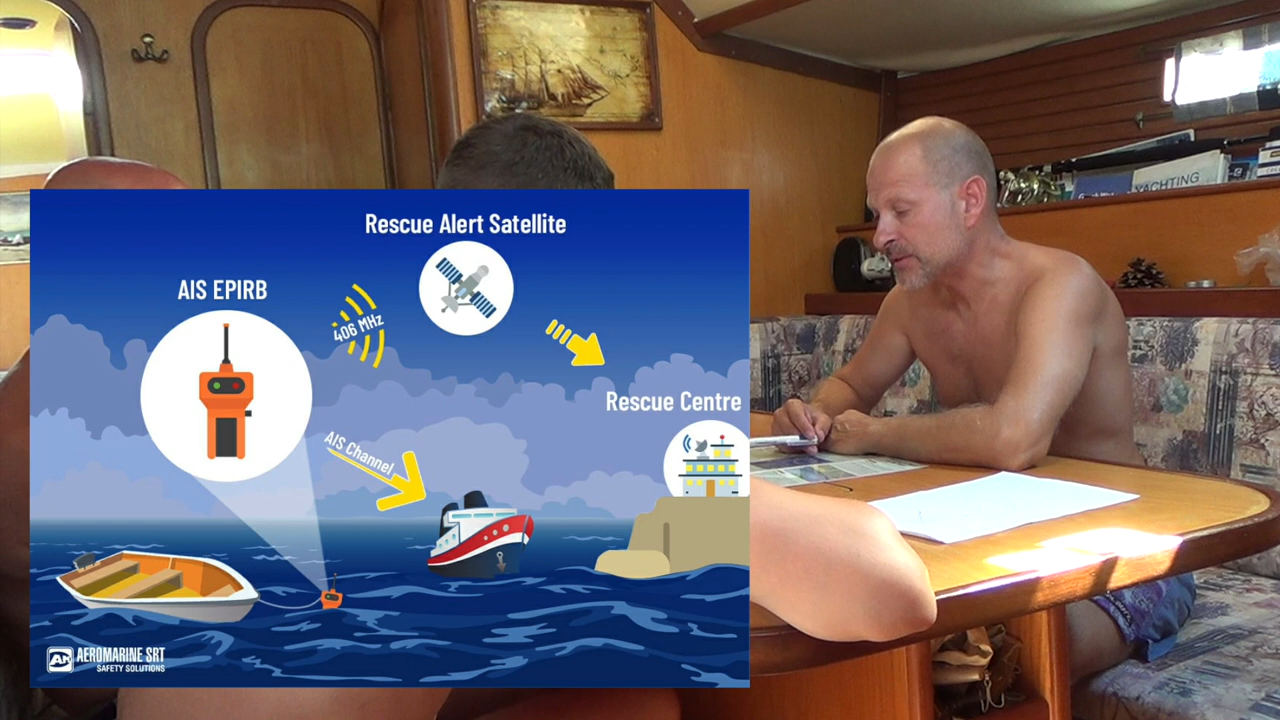 Rescue Alert Satellite
AIS EPIRB
406 MHz
Rescue Centre
AIS Channel
AEROMARINE SRT
SAFETY SOLUTIONS
YACHTING